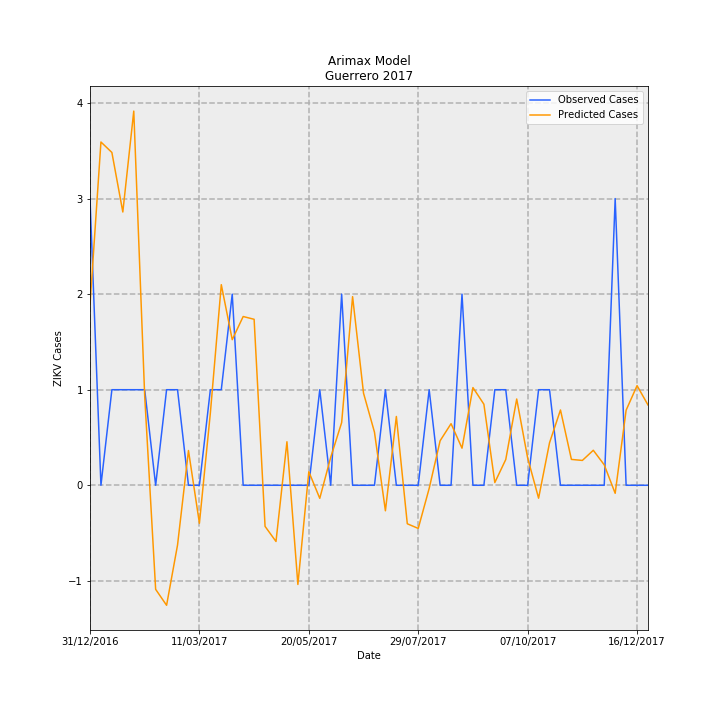 Arimax Model
Guerrero 2017
Observed Cases
Predicted Cases
4
3
2
1
0
−1
ZIKV Cases
31/12/2016 11/03/2017 20/05/2017 29/07/2017 07/10/2017 16/12/2017
Date